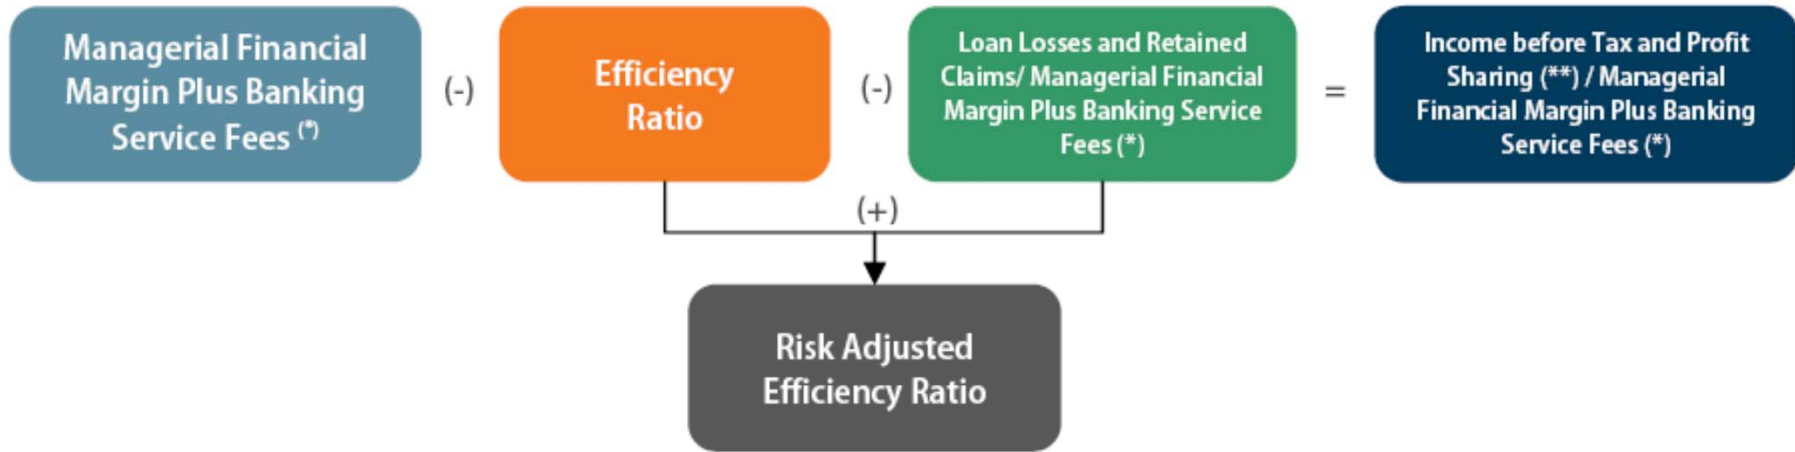 Managerial Financial
Margin Plus Banking
Service Fees (*)
(-)
Efficiency
Ratio
(-)
Loan Losses and Retained
Claims/ Managerial Financial
Margin Plus Banking Service
Fees (*)
=
Income before Tax and Profit
Sharing (**) / Managerial
Financial Margin Plus Banking
Service Fees (*)
(+)
Risk Adjusted
Efficiency Ratio